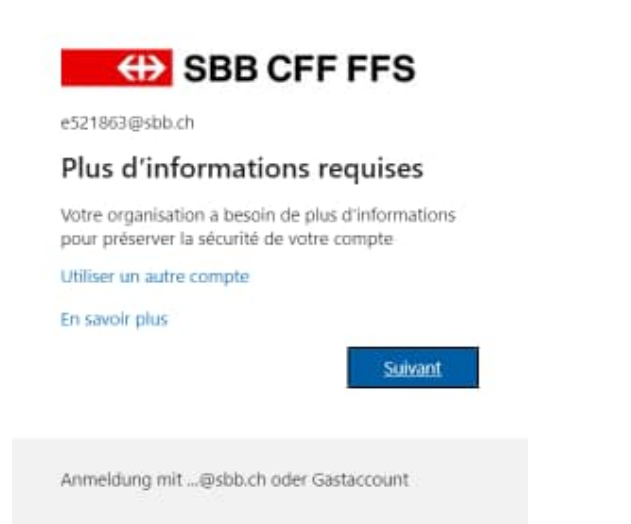 SBB CFF FFS
e521863@sbb.ch
Plus d'informations requises
Votre organisation a besoin de plus d'informations
pour préserver la sécurité de votre compte
Utiliser un autre compte
En savoir plus
Suivant
Anmeldung mit ...@sbb.ch oder Gastaccount